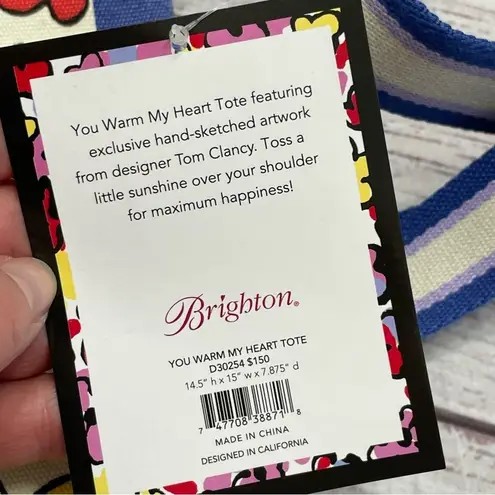 You Warm My Heart Tote featuring
exclusive hand-sketched artwork
from designer Tom Clancy. Toss a
little sunshine over your shoulder
for maximum happiness!
Brighton®
YOU WARM MY HEART TOTE
D30254 $150
14.5" h x 15" w x 7.875" d
7 47708 38871 8
MADE IN CHINA
DESIGNED IN CALIFORNIA